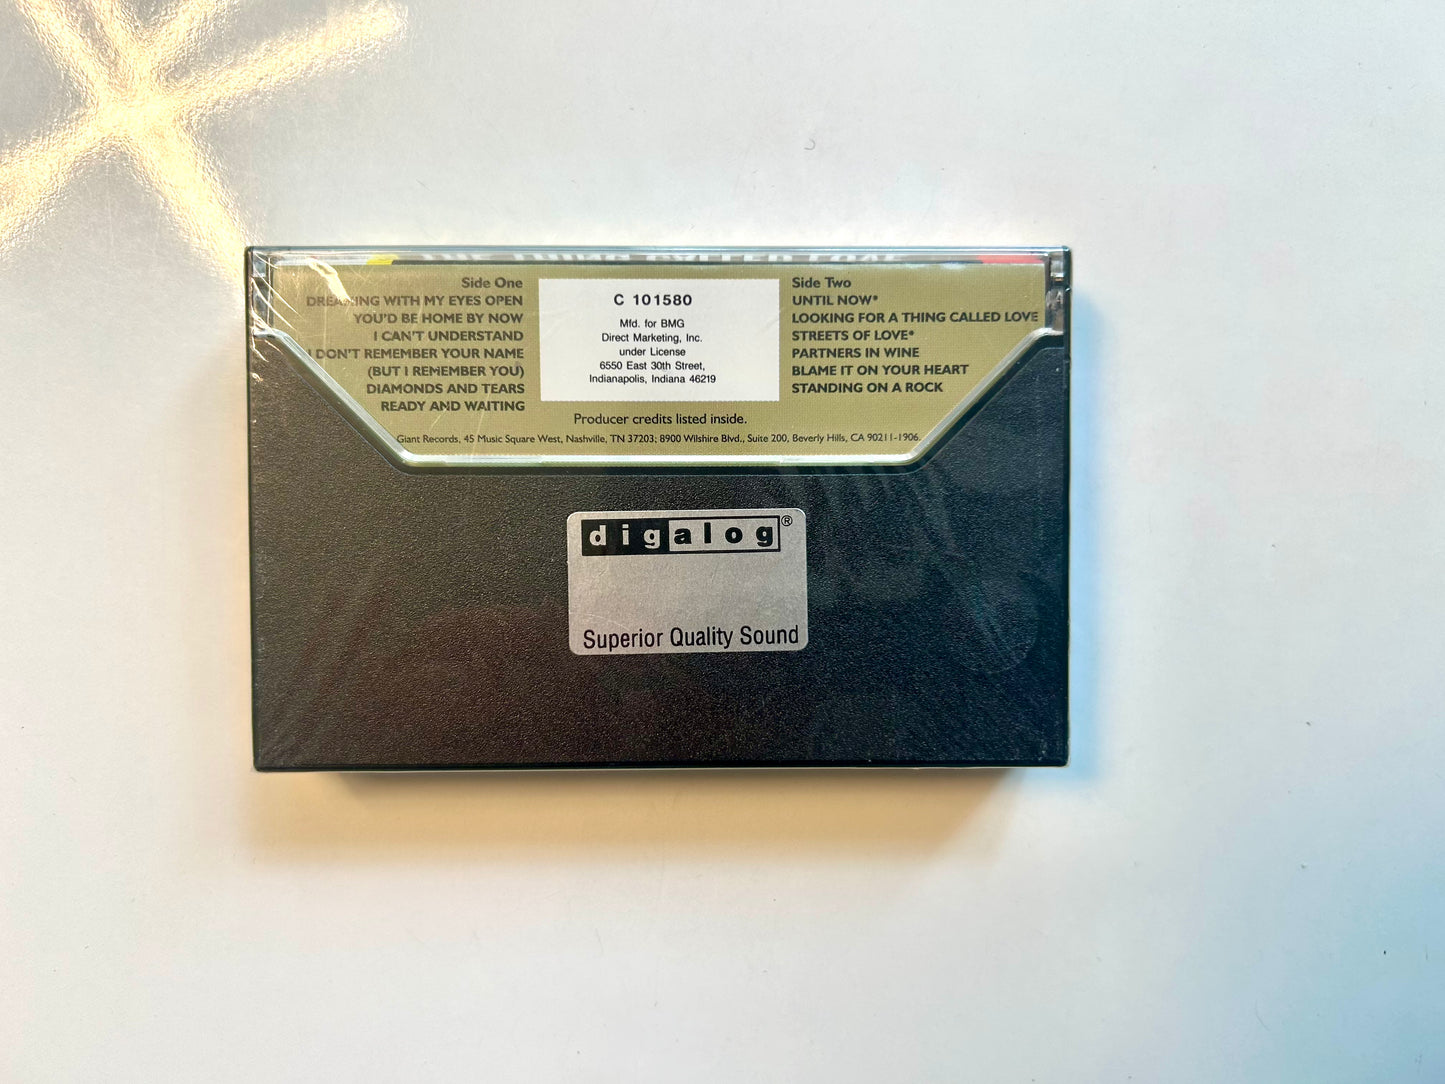 Side One
DREAMING WITH MY EYES OPEN
YOU'D BE HOME BY NOW
I CAN'T UNDERSTAND
I DON'T REMEMBER YOUR NAME
(BUT I REMEMBER YOU)
DIAMONDS AND TEARS
READY AND WAITING
C 101580
Mfd. for BMG
Direct Marketing, Inc.
under License
6550 East 30th Street,
Indianapolis, Indiana 46219
Side Two
UNTIL NOW*
LOOKING FOR A THING CALLED LOVE
STREETS OF LOVE*
PARTNERS IN WINE
BLAME IT ON YOUR HEART
STANDING ON A ROCK
Producer credits listed inside.
Giant Records, 45 Music Square West, Nashville, TN 37203; 8900 Wilshire Blvd., Suite 200, Beverly Hills, CA 90211-1906.
digalog®
Superior Quality Sound